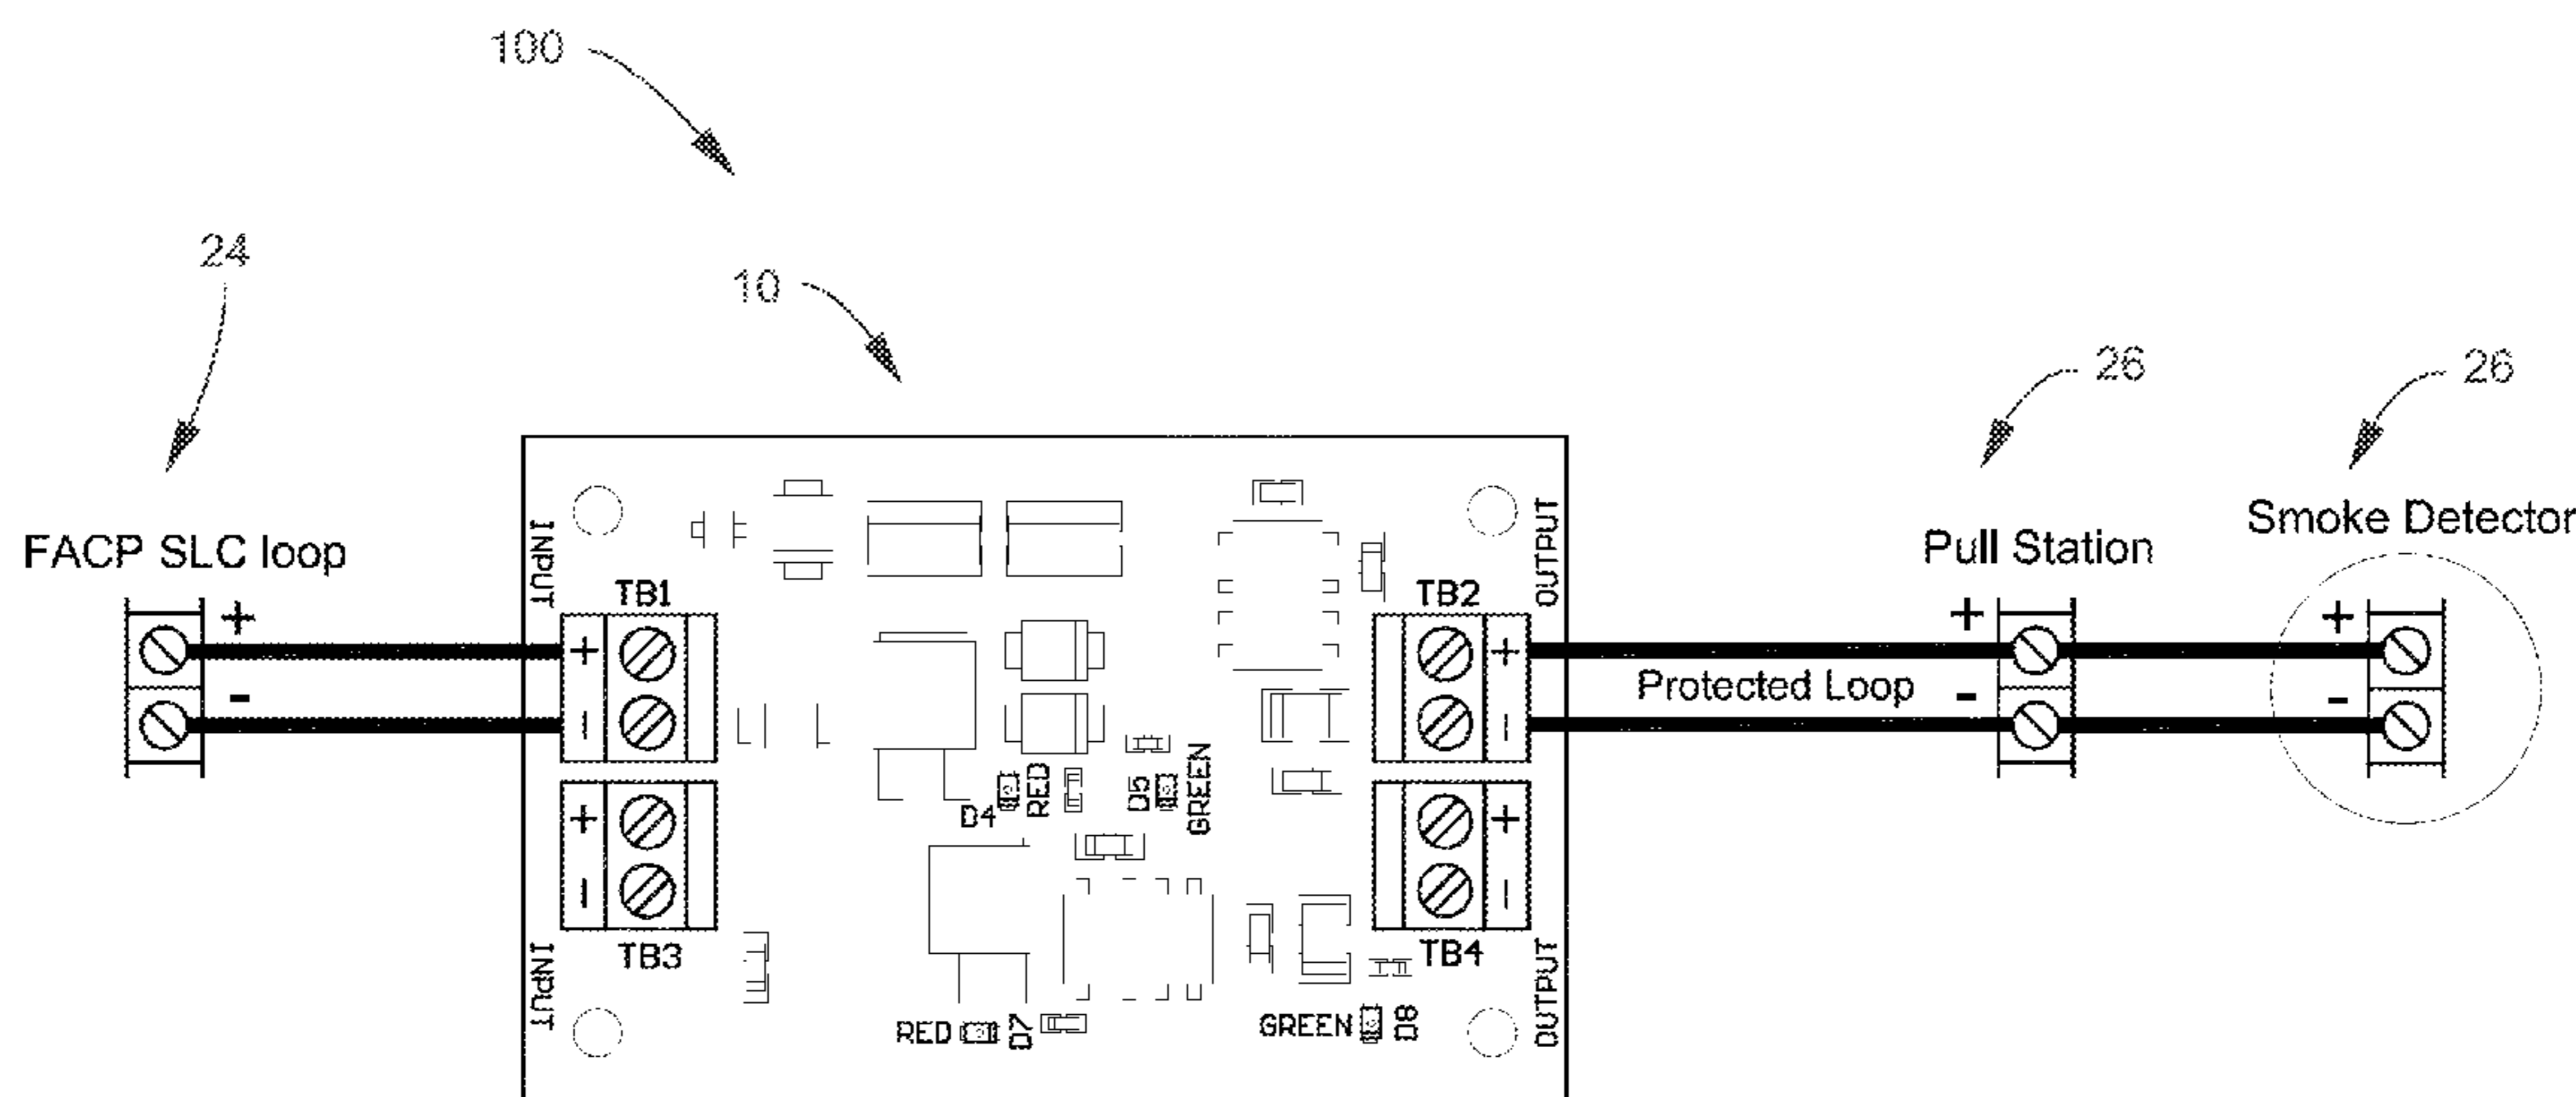 100
24
10
26
26
FACP SLC loop
Pull Station
Smoke Detector
INPUT
TB1
TB2
OUTPUT
+
-
+
-
+
-
Protected Loop
+
-
+
-
D4
RED
D5
GREEN
+
-
+
-
TB3
TB4
INPUT
OUTPUT
RED
D7
GREEN
D8